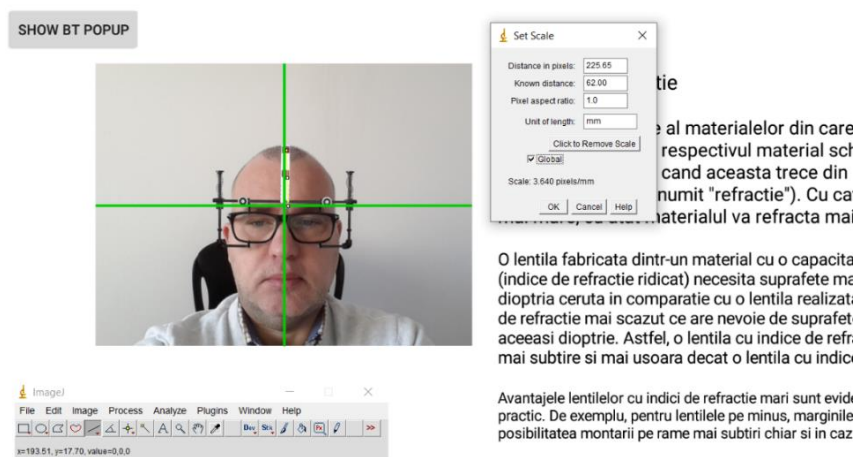 SHOW BT POPUP
Set Scale
Distance in pixels: 225.65
Known distance: 62.00
Pixel aspect ratio: 1.0
Unit of length: mm
Click to Remove Scale
Global
Scale: 3.640 pixels/mm
OK Cancel Help
tie
al materialelor din care
respectivul material sch
cand aceasta trece din
numit "refractie"). Cu ca
materialul va refracta mai
O lentila fabricata dintr-un material cu o capacita
(indice de refractie ridicat) necesita suprafete ma
dioptria ceruta in comparatie cu o lentila realizata
de refractie mai scazut ce are nevoie de suprafete
aceeasi dioptrie. Astfel, o lentila cu indice de refra
mai subtire si mai usoara decat o lentila cu indice
Avantajele lentilelor cu indici de refractie mari sunt evide
practic. De exemplu, pentru lentilele pe minus, marginile
posibilitatea montarii pe rame mai subtiri chiar si in caz
ImageJ
File Edit Image Process Analyze Plugins Window Help
A Dev Stk >>
x=193.51, y=17.70, value=0,0,0